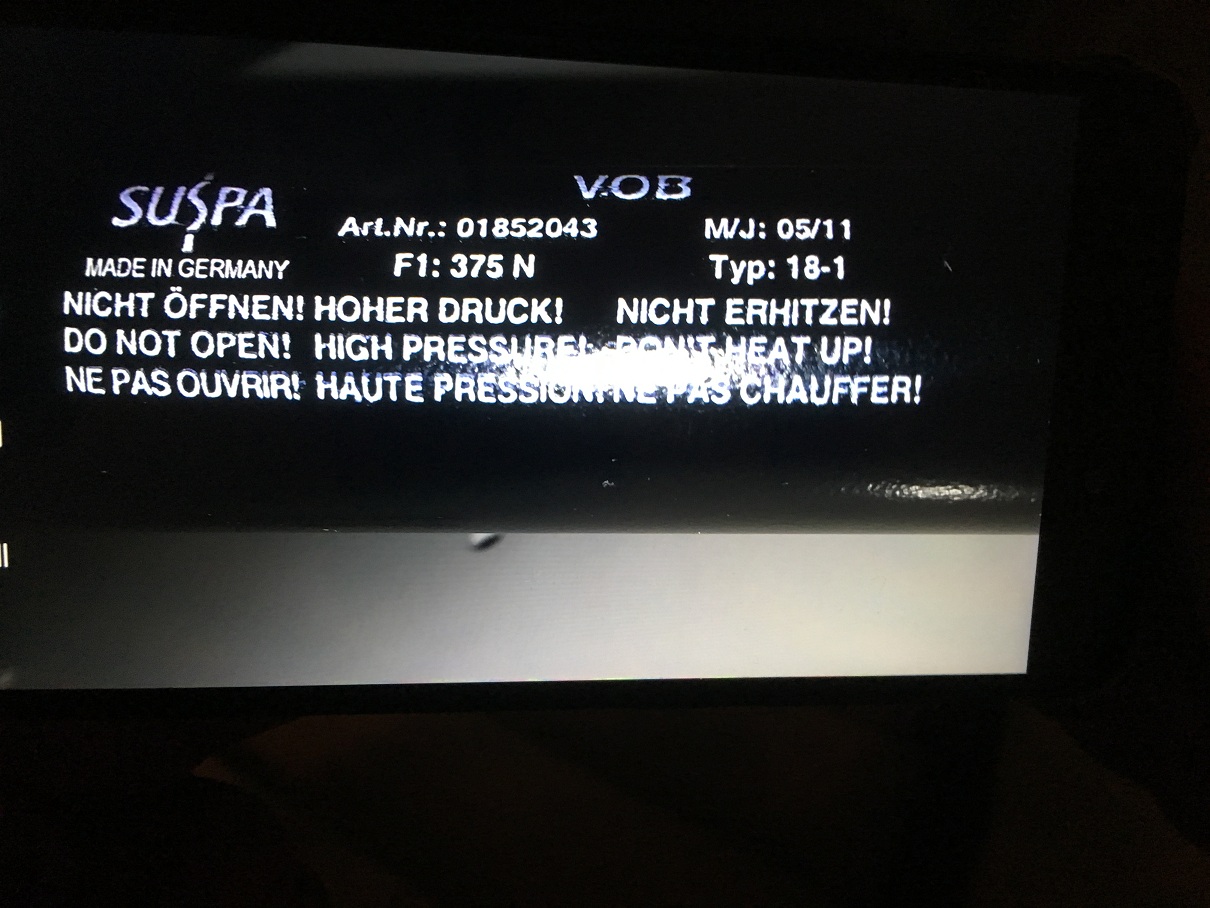 SUSPA VOB
Art.Nr.: 01852043 M/J: 05/11
MADE IN GERMANY F1: 375 N Typ: 18-1
NICHT ÖFFNEN! HOHER DRUCK! NICHT ERHITZEN!
DO NOT OPEN! HIGH PRESSURE! DON'T HEAT UP!
NE PAS OUVRIR! HAUTE PRESSION! NE PAS CHAUFFER!